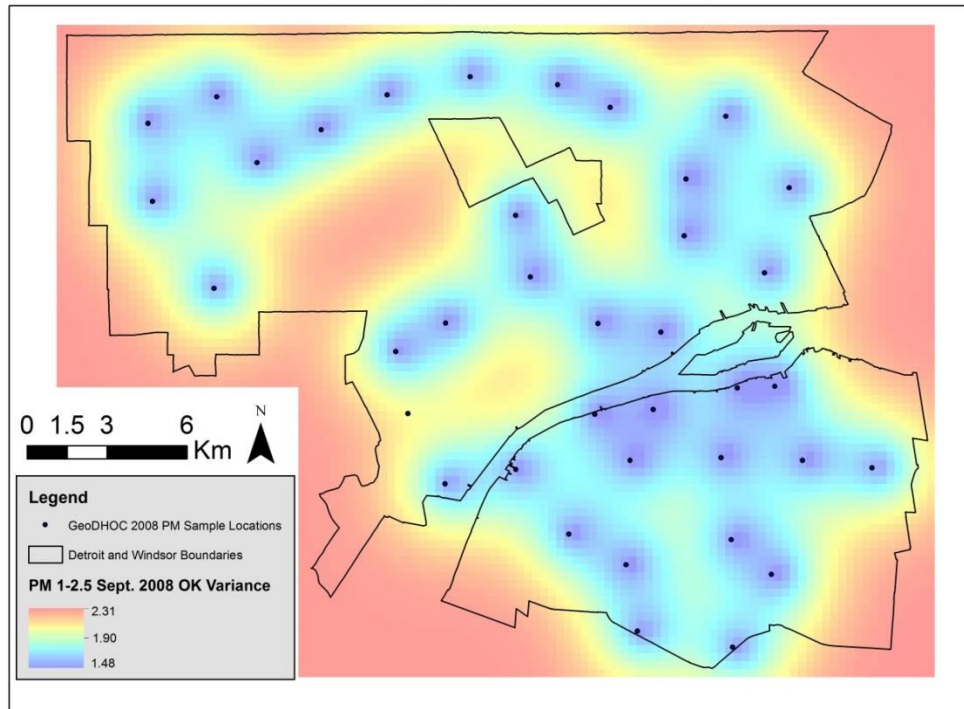 0 1.5 3 6
Km
N
Legend
GeoDHOC 2008 PM Sample Locations
Detroit and Windsor Boundaries
PM 1-2.5 Sept. 2008 OK Variance
2.31
1.90
1.48